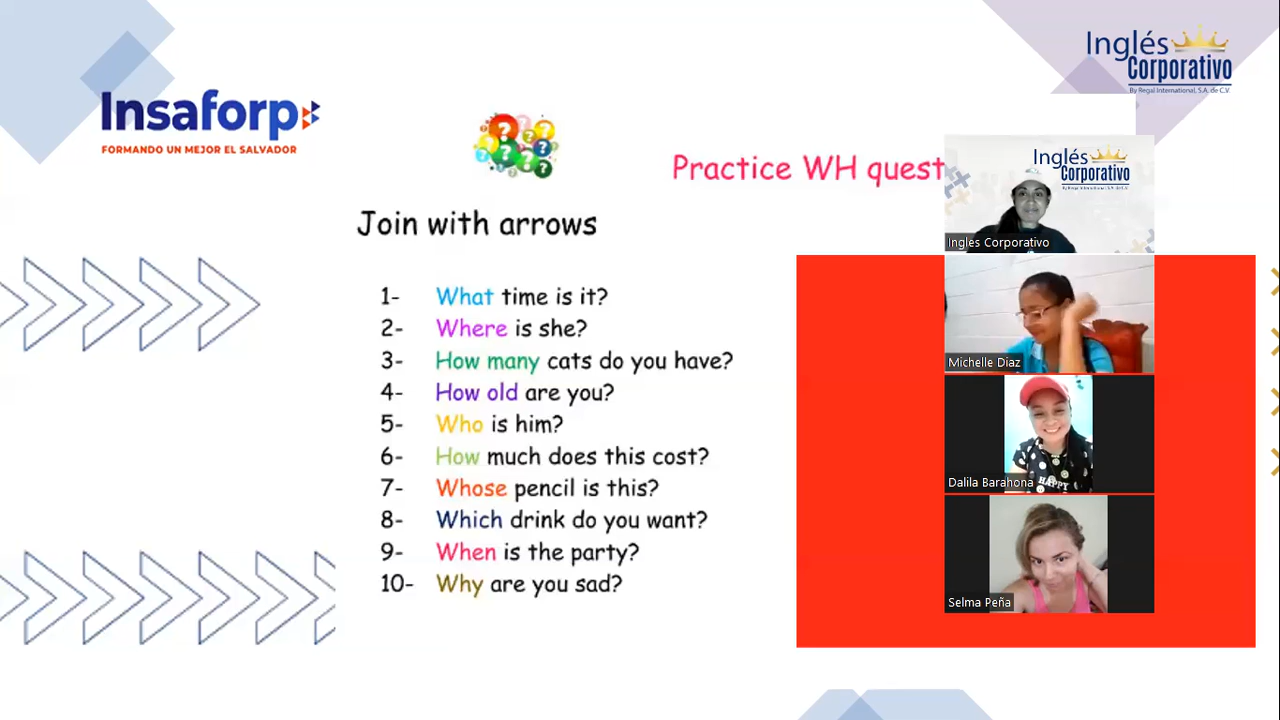 Inglés
Corporativo
By Regal International, S.A. de C.V.
Insaforp
FORMANDO UN MEJOR EL SALVADOR
Practice WH quest
Inglés
Corporativo
Ingles Corporativo
Join with arrows
1- What time is it?
2- Where is she?
3- How many cats do you have?
4- How old are you?
5- Who is him?
6- How much does this cost?
7- Whose pencil is this?
8- Which drink do you want?
9- When is the party?
10- Why are you sad?
Michelle Diaz
Dalila Barahona
HAPPY
Selma Peña